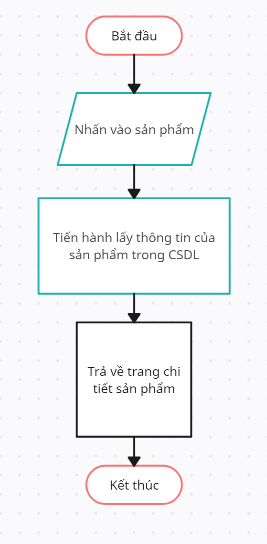 Bắt đầu
Nhấn vào sản phẩm
Tiến hành lấy thông tin của
sản phẩm trong CSDL
Trả về trang chi
tiết sản phẩm
Kết thúc